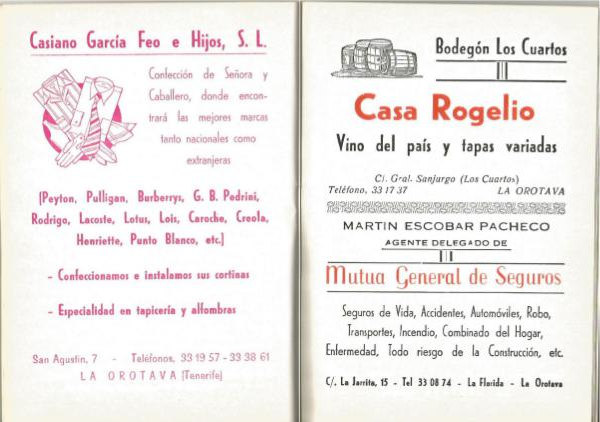 Casiano García Feo e Hijos, S. L.
Confección de Señora y
Caballero, donde encon-
trará las mejores marcas
tanto nacionales como
extranjeras
(Peyton, Pulligan, Burberrys, G. B. Pedrini,
Rodrigo, Lacoste, Lotus, Lois, Caroche, Creola,
Henriette, Punto Blanco, etc.)
- Confeccionamos e instalamos sus cortinas
- Especialidad en tapicería y alfombras
San Agustín, 7 - Teléfonos, 33 19 57 - 33 38 61
LA OROTAVA (Tenerife)
Bodegón Los Cuartos
Casa Rogelio
Vino del país y tapas variadas
C/. Gral. Sanjurgo (Los Cuartos)
Teléfono, 33 17 37 LA OROTAVA
MARTIN ESCOBAR PACHECO
AGENTE DELEGADO DE
Mutua General de Seguros
Seguros de Vida, Accidentes, Automóviles, Robo,
Transportes, Incendio, Combinado del Hogar,
Enfermedad, Todo riesgo de la Construcción, etc.
C/. La Jarrita, 15 - Tel 33 08 74 - La Florida - La Orotava